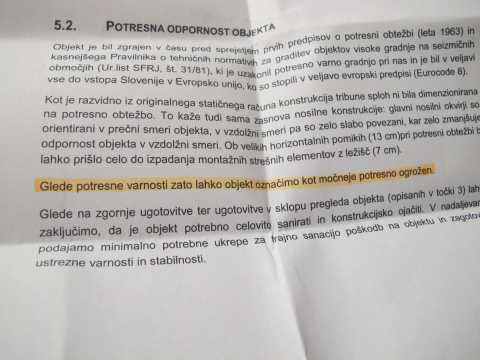 5.2. POTRESNA ODPORNOST OBJEKTA
Objekt je bil zgrajen v času pred sprejetjem prvih predpisov o potresni obtežbi (leta 1963) in
kasnejšega Pravilnika o tehničnih normativih za graditev objektov visoke gradnje na seizmičnih
območjih (Ur.list SFRJ, št. 31/81), ki je uzakonil potresno varno gradnjo pri nas in je bil v veljavi
vse do vstopa Slovenije v Evropsko unijo, ko so stopili v veljavo evropski predpisi (Eurocode 8).
Kot je razvidno iz originalnega statičnega računa konstrukcija tribune sploh ni bila dimenzionirana
na potresno obtežbo. To kaže tudi sama zasnova nosilne konstrukcije: glavni nosilni okvirji so
orientirani v prečni smeri objekta, v vzdolžni smeri pa so zelo slabo povezani, kar zelo zmanjšuje
odpornost objekta v vzdolžni smeri. Ob velikih horizontalnih pomikih (13 cm)pri potresni obtežbi b
lahko prišlo celo do izpadanja montažnih strešnih elementov z ležišč (7 cm).
Glede potresne varnosti zato lahko objekt označimo kot močneje potresno ogrožen.
Glede na zgornje ugotovitve ter ugotovitve v sklopu pregleda objekta (opisanih v točki 3) lah
zaključimo, da je objekt potrebno celovito sanirati in konstrukcijsko ojačiti. V nadaljevan
podajamo minimalno potrebne ukrepe za trajno sanacijo poškodb na objektu in zagotov
ustrezne varnosti in stabilnosti.